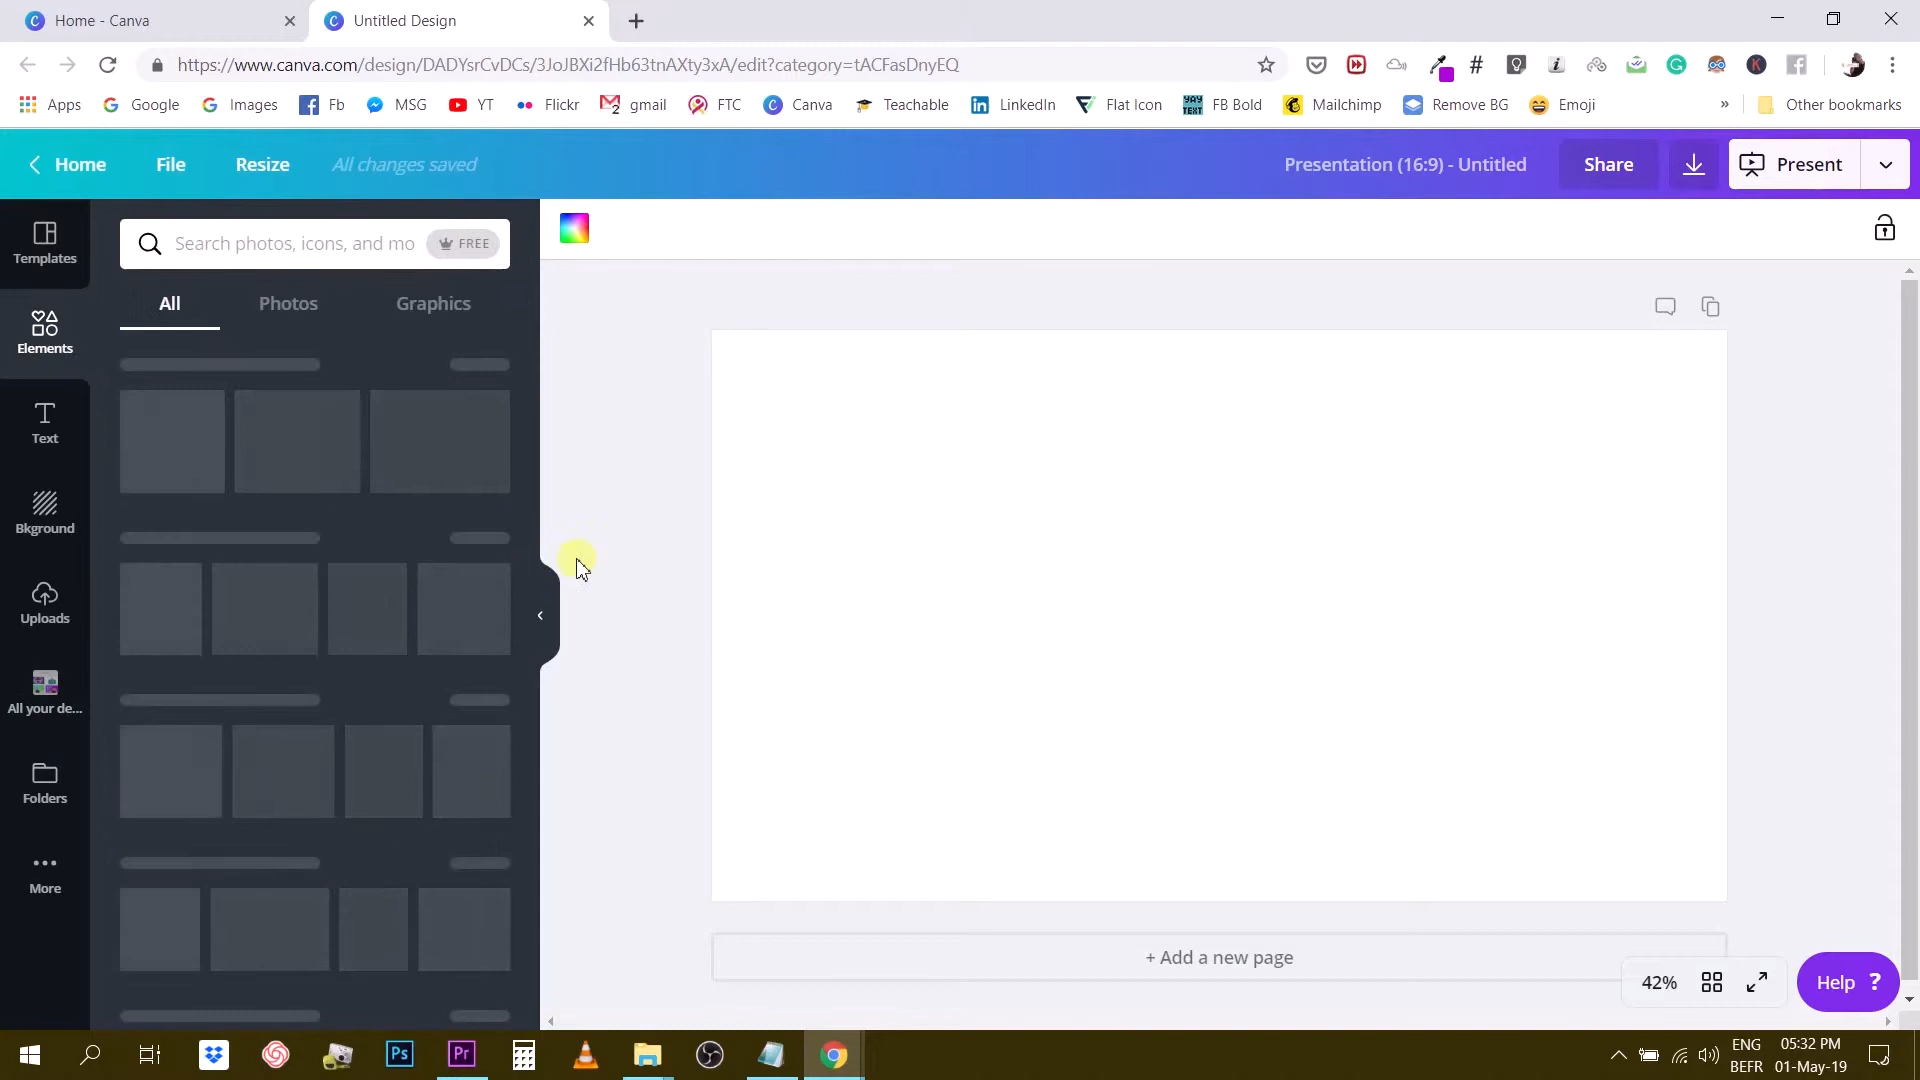 Home - Canva
Untitled Design
https://www.canva.com/design/DADYsrCvDCs/3JoJBXi2fHb63tnAXty3xA/edit?category=tACFasDnyEQ
Apps Google Images Fb MSG YT Flickr gmail FTC Canva Teachable LinkedIn Flat Icon FB Bold Mailchimp Remove BG Emoji » Other bookmarks
Home File Resize All changes saved Presentation (16:9) - Untitled Share Present
Search photos, icons, and mo FREE
Templates
All Photos Graphics
Elements
Text
Bkground
Uploads
All your de...
Folders
More
+ Add a new page
42%
Help ?
Ps
Pr
ENG 05:32 PM
BEFR 01-May-19